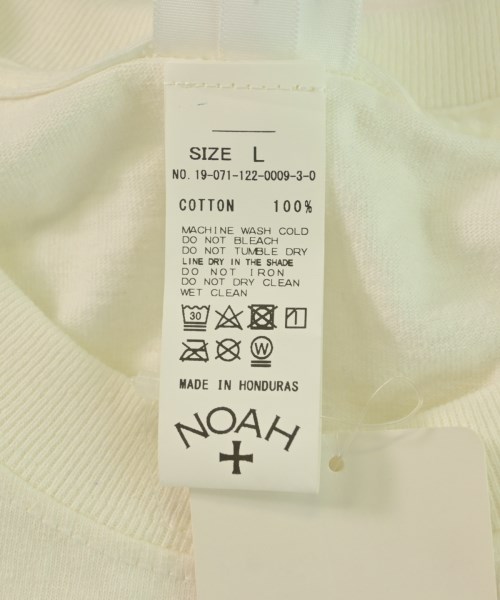 SIZE L
NO. 19-071-122-0009-3-0
COTTON 100%
MACHINE WASH COLD
DO NOT BLEACH
DO NOT TUMBLE DRY
LINE DRY IN THE SHADE
DO NOT IRON
DO NOT DRY CLEAN
WET CLEAN
30
W
MADE IN HONDURAS
NOAH